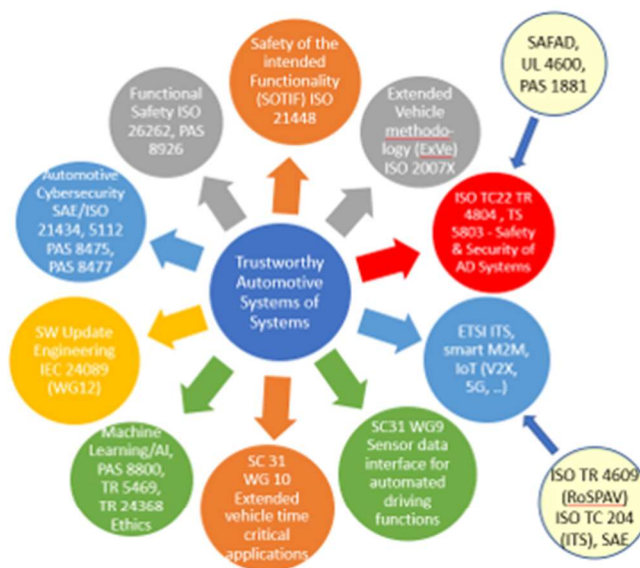 Safety of the
intended
Functionality
(SOTIF) ISO
21448
SAFAD,
UL 4600,
PAS 1881
Functional
Safety ISO
26262, PAS
8926
Extended
Vehicle
methodo-
logy (ExVe)
ISO 2007X
Automotive
Cybersecurity
SAE/ISO
21434, 5112
PAS 8475,
PAS 8477
ISO TC22 TR
4804 , TS
5803 - Safety
& Security of
AD Systems
Trustworthy
Automotive
Systems of
Systems
SW Update
Engineering
IEC 24089
(WG12)
ETSI ITS,
smart M2M,
IoT (V2X,
5G, ..)
Machine
Learning/AI,
PAS 8800,
TR 5469,
TR 24368
Ethics
SC 31
WG 10
Extended
vehicle time
critical
applications
SC31 WG9
Sensor data
interface for
automated
driving
functions
ISO TR 4609
(RoSPAV)
ISO TC 204
(ITS), SAE